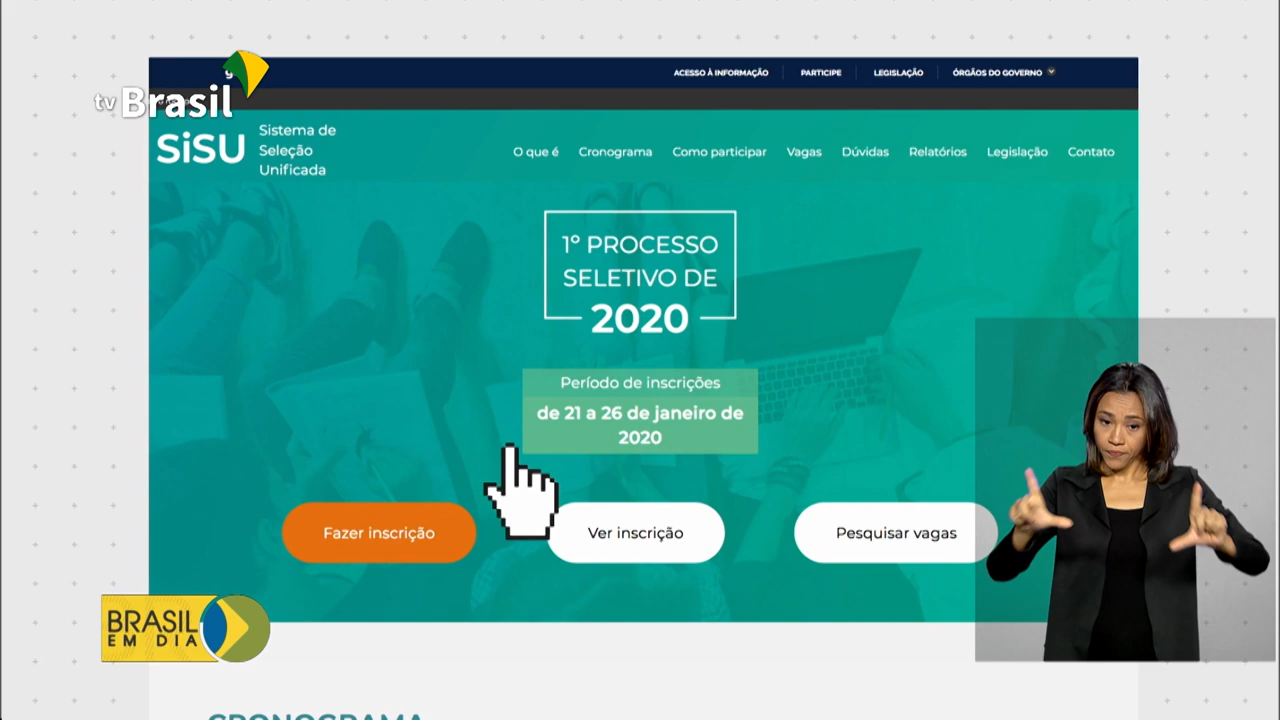 ACESSO À INFORMAÇÃO PARTICIPE LEGISLAÇÃO ÓRGÃOS DO GOVERNO
tv Brasil
SiSU
Sistema de
Seleção
Unificada
O que é Cronograma Como participar Vagas Dúvidas Relatórios Legislação Contato
1º PROCESSO
SELETIVO DE
2020
Período de inscrições
de 21 a 26 de janeiro de
2020
Fazer inscrição Ver inscrição Pesquisar vagas
BRASIL
EM DIA
CRONOGRAMA